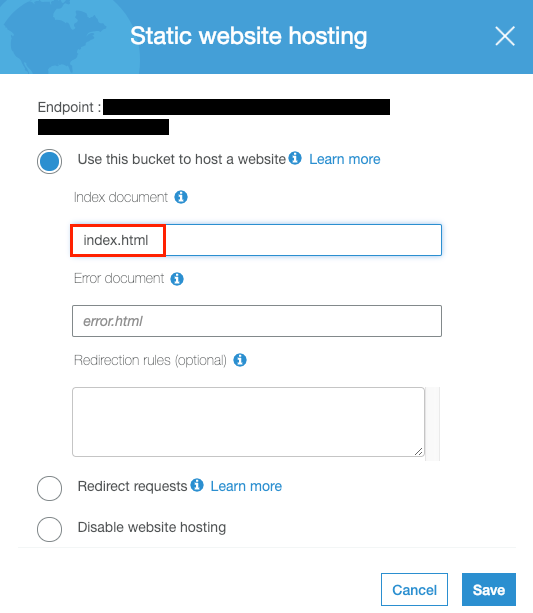 Static website hosting
Endpoint :
Use this bucket to host a website Learn more
Index document
index.html
Error document
error.html
Redirection rules (optional)
Redirect requests Learn more
Disable website hosting
Cancel Save